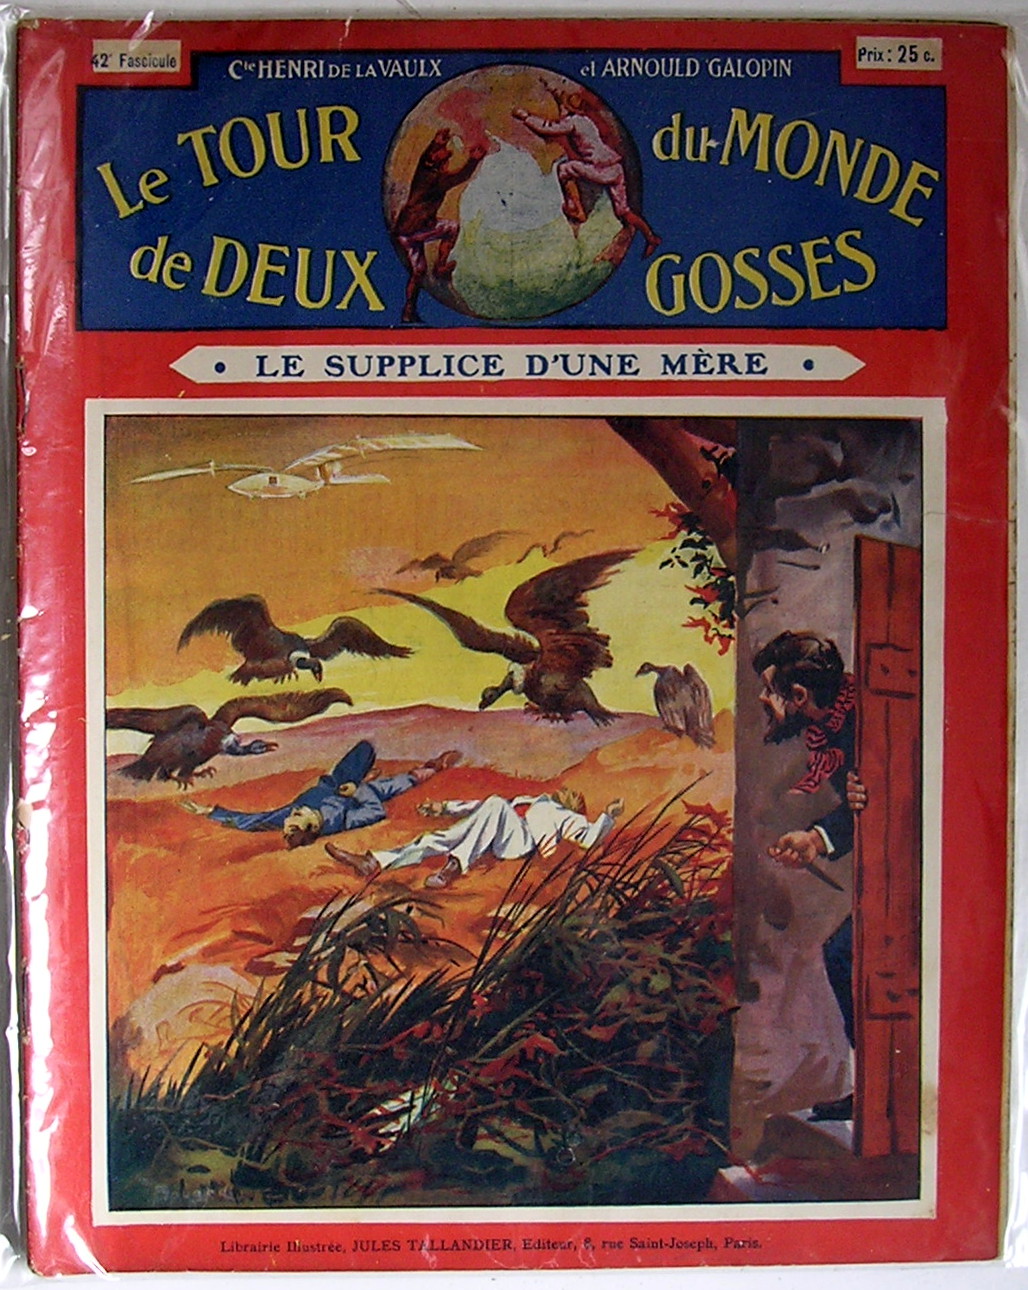 42e Fascicule
Prix : 25 c.
Cte HENRI DE LA VAULX et ARNOULD GALOPIN
Le TOUR du MONDE
de DEUX GOSSES
• LE SUPPLICE D'UNE MÈRE •
Librairie Illustrée, JULES TALLANDIER, Editeur, 8, rue Saint-Joseph, Paris.